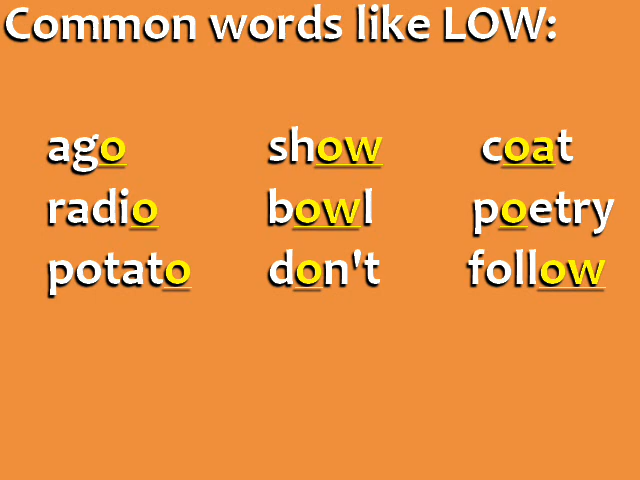 Common words like LOW:
ago show coat
radio bowl poetry
potato don't follow